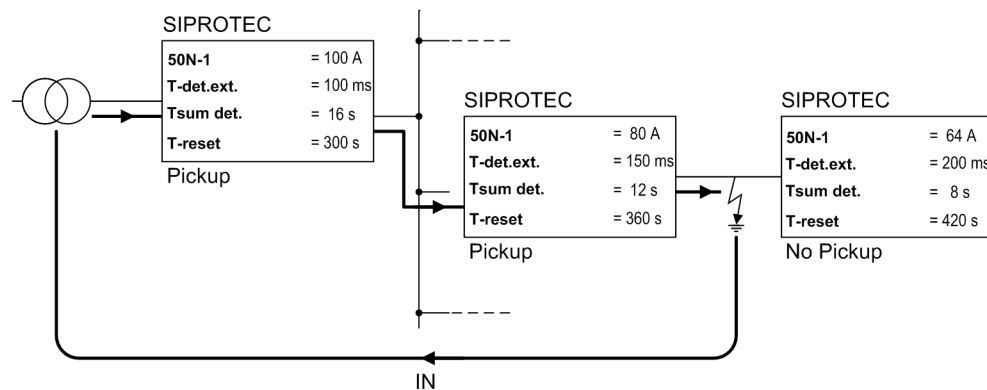 SIPROTEC
50N-1 = 100 A
T-det.ext. = 100 ms
Tsum det. = 16 s
T-reset = 300 s
Pickup
SIPROTEC
50N-1 = 80 A
T-det.ext. = 150 ms
Tsum det. = 12 s
T-reset = 360 s
Pickup
SIPROTEC
50N-1 = 64 A
T-det.ext. = 200 ms
Tsum det. = 8 s
T-reset = 420 s
No Pickup
IN